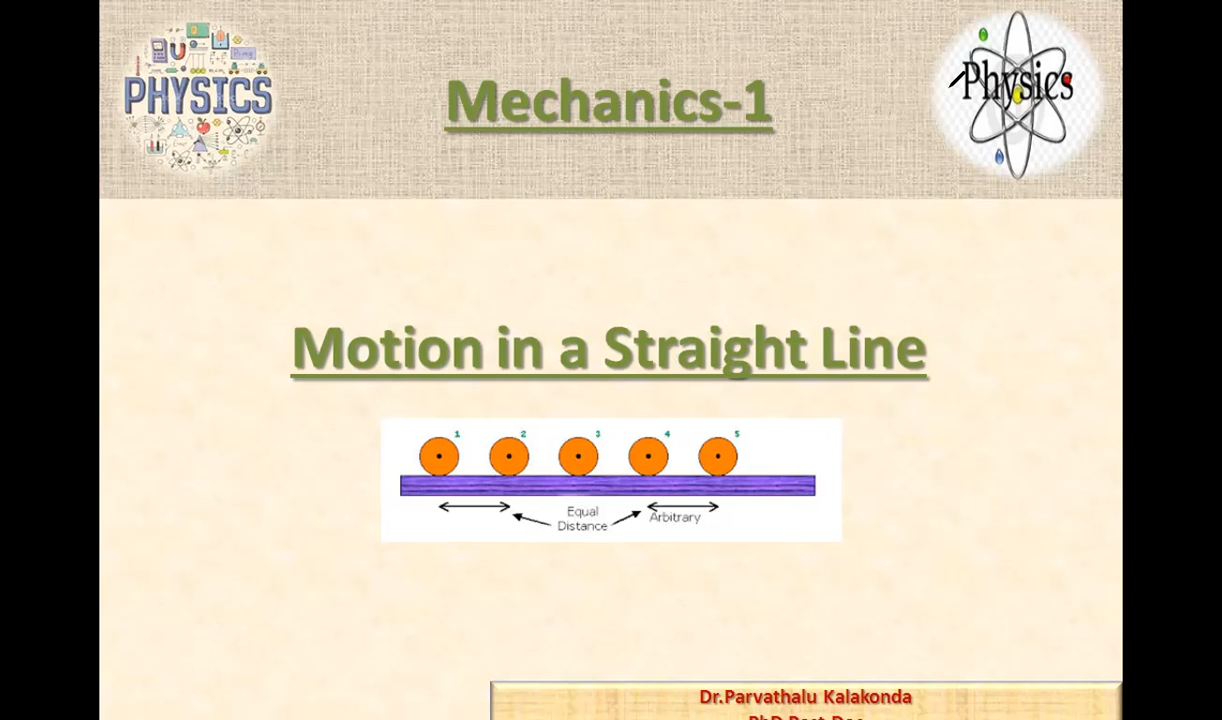 PHYSICS
Mechanics-1
Physics
Motion in a Straight Line
1 2 3 4 5
Equal
Distance
Arbitrary
Dr.Parvathalu Kalakonda